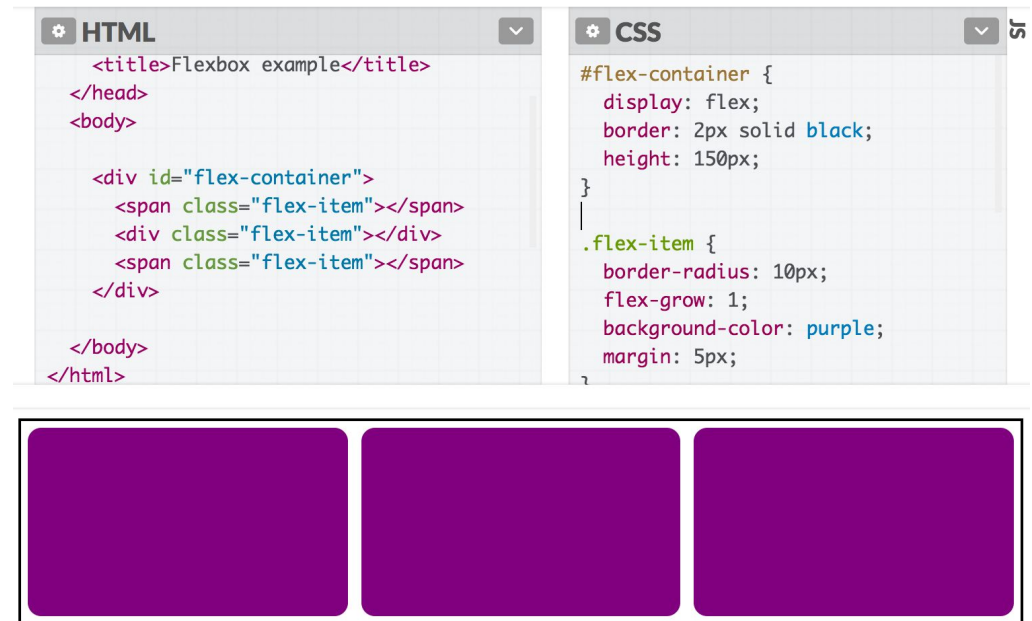 HTML
<title>Flexbox example</title>
</head>
<body>
<div id="flex-container">
<span class="flex-item"></span>
<div class="flex-item"></div>
<span class="flex-item"></span>
</div>
</body>
</html>
CSS
#flex-container {
display: flex;
border: 2px solid black;
height: 150px;
}
.flex-item {
border-radius: 10px;
flex-grow: 1;
background-color: purple;
margin: 5px;
}
JS